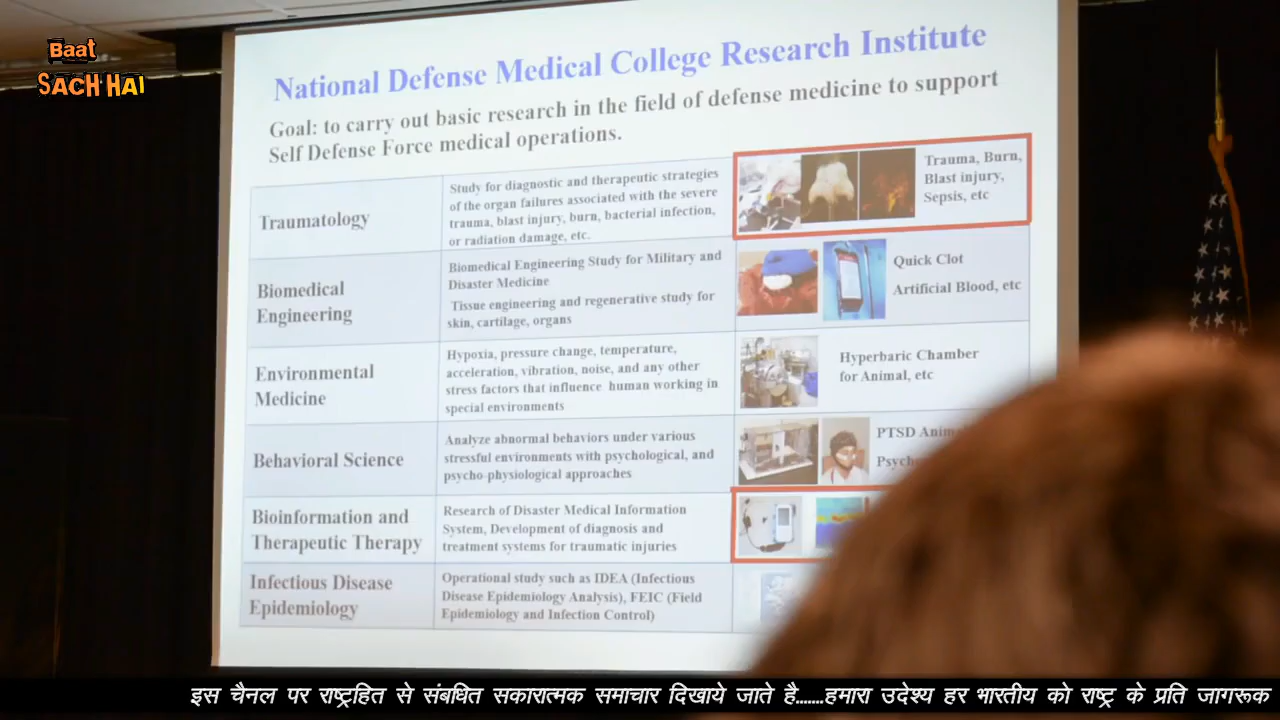 Baat
SACH HAI
National Defense Medical College Research Institute
Goal: to carry out basic research in the field of defense medicine to support
Self Defense Force medical operations.
Traumatology
Study for diagnostic and therapeutic strategies
of the organ failures associated with the severe
trauma, blast injury, burn, bacterial infection,
or radiation damage, etc.
Trauma, Burn,
Blast injury,
Sepsis, etc
Biomedical
Engineering
Biomedical Engineering Study for Military and
Disaster Medicine
Tissue engineering and regenerative study for
skin, cartilage, organs
Quick Clot
Artificial Blood, etc
Environmental
Medicine
Hypoxia, pressure change, temperature,
acceleration, vibration, noise, and any other
stress factors that influence human working in
special environments
Hyperbaric Chamber
for Animal, etc
Behavioral Science
Analyze abnormal behaviors under various
stressful environments with psychological, and
psycho-physiological approaches
PTSD
Bioinformation and
Therapeutic Therapy
Research of Disaster Medical Information
System, Development of diagnosis and
treatment systems for traumatic injuries
Infectious Disease
Epidemiology
Operational study such as IDEA (Infectious
Disease Epidemiology Analysis), FEIC (Field
Epidemiology and Infection Control)
इस चैनल पर राष्ट्रहित से संबधित सकारात्मक समाचार दिखाये जाते है.......हमारा उदेश्य हर भारतीय को राष्ट्र के प्रति जागरूक